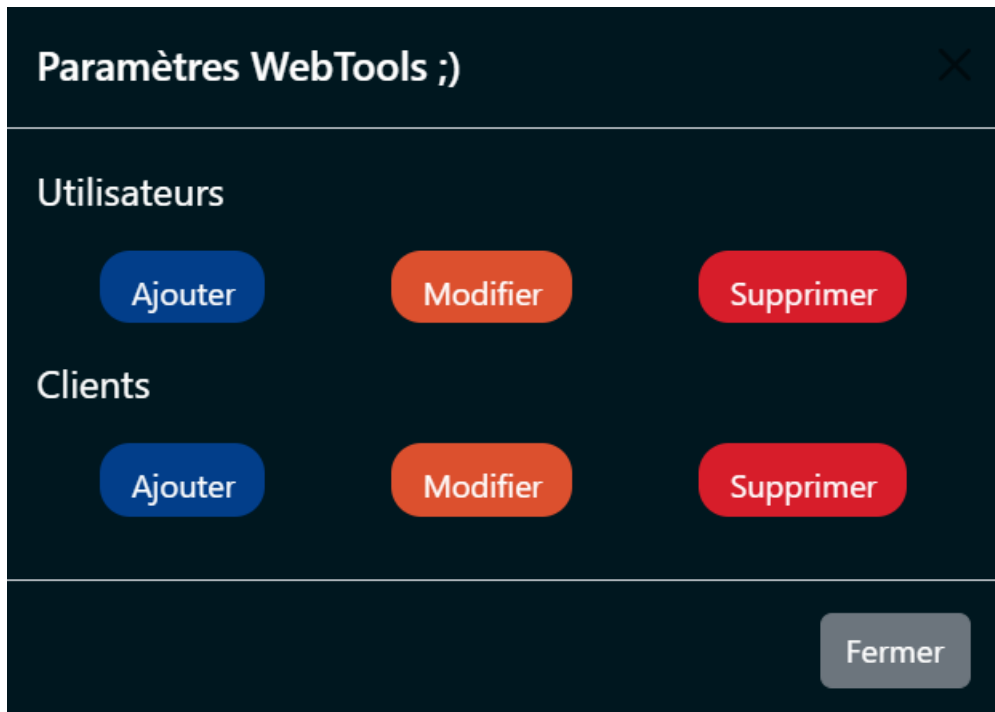 Paramètres WebTools ;)
Utilisateurs
Ajouter Modifier Supprimer
Clients
Ajouter Modifier Supprimer
Fermer